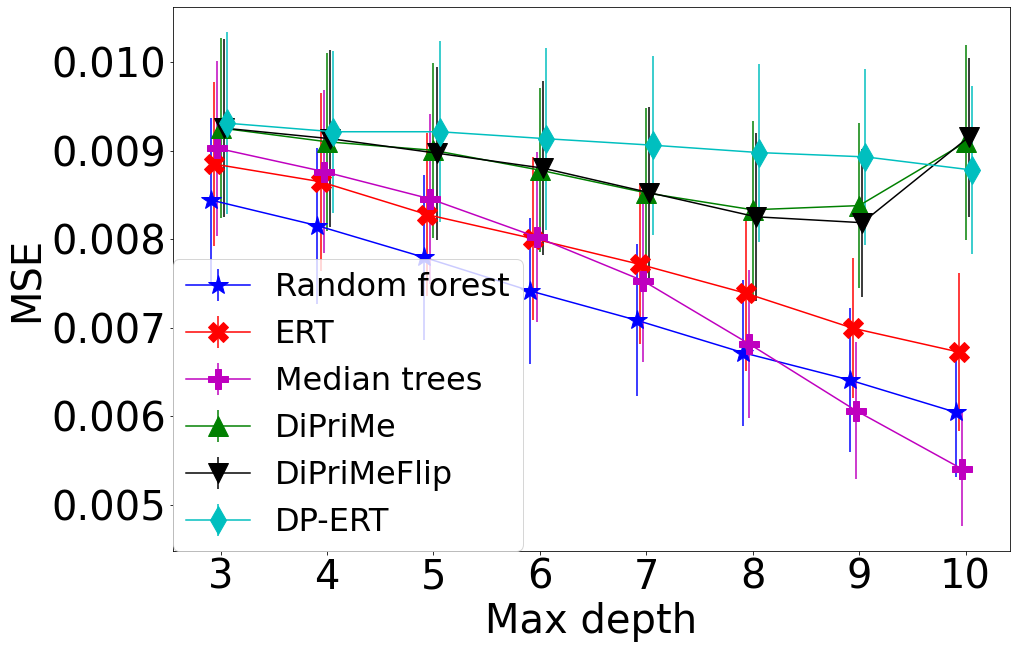 0.010
0.009
0.008
0.007
0.006
0.005
MSE
Random forest
ERT
Median trees
DiPriMe
DiPriMeFlip
DP-ERT
3 4 5 6 7 8 9 10
Max depth